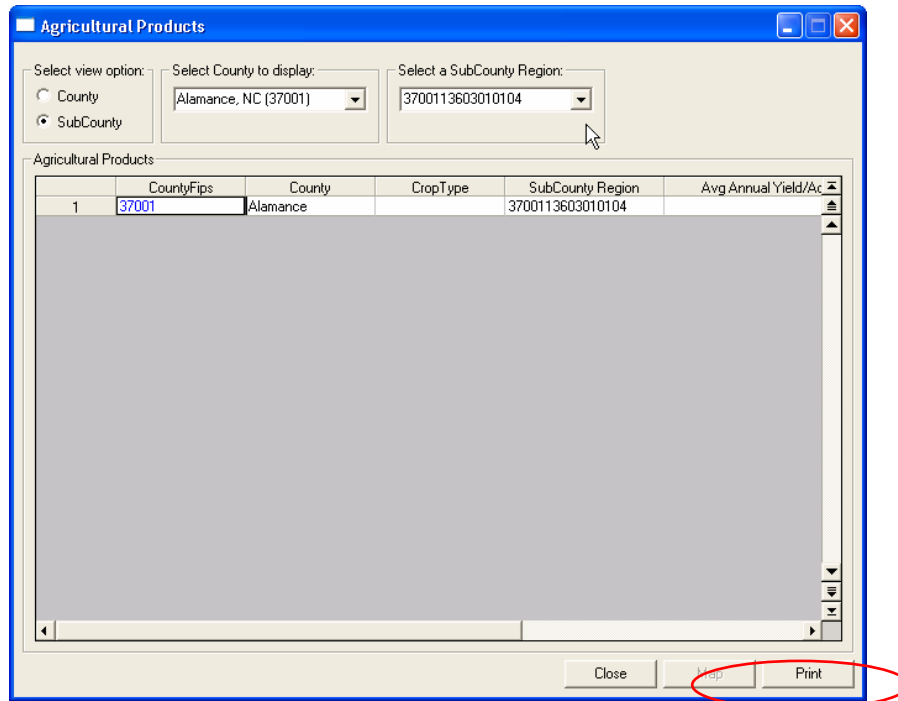 Agricultural Products
Select view option: Select County to display: Select a SubCounty Region:
County Alamance, NC (37001) 3700113603010104
SubCounty
Agricultural Products
CountyFips County CropType SubCounty Region Avg Annual Yield/Ac
1 37001 Alamance 3700113603010104
Close Map Print